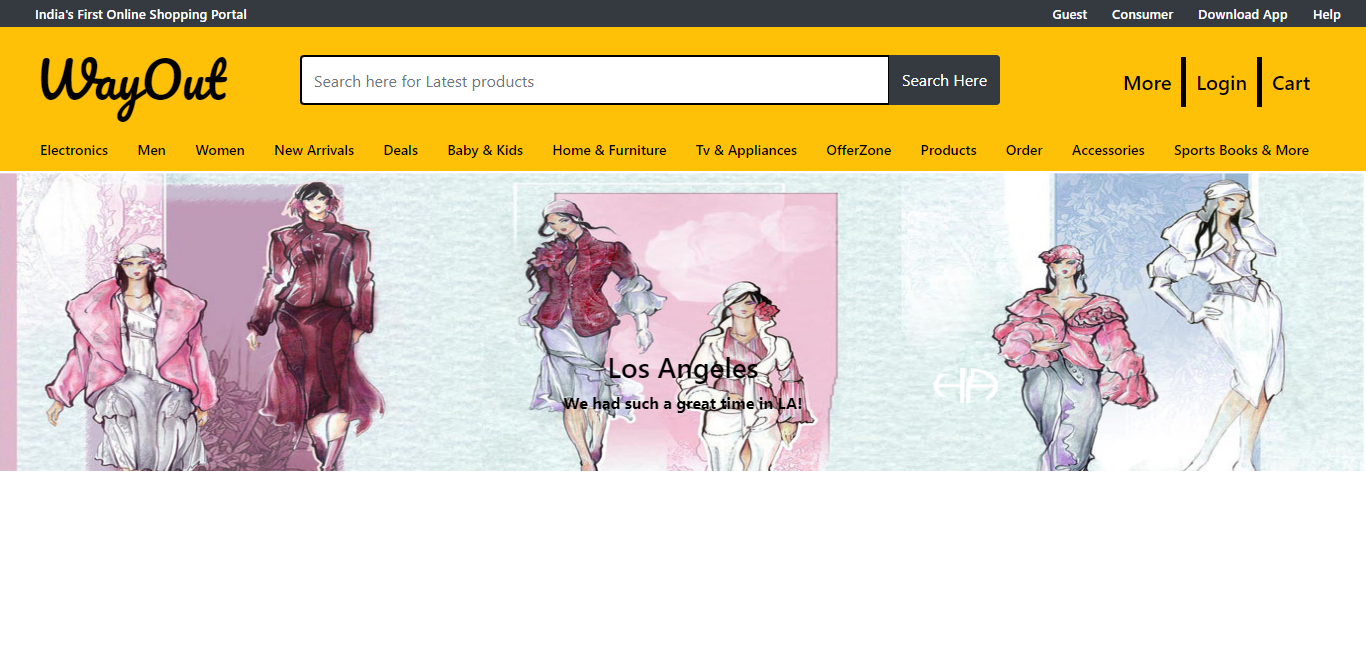 India's First Online Shopping Portal Guest Consumer Download App Help
WayOut Search here for Latest products Search Here More Login Cart
Electronics Men Women New Arrivals Deals Baby & Kids Home & Furniture Tv & Appliances OfferZone Products Order Accessories Sports Books & More
Los Angeles
HA
We had such a great time in LA!